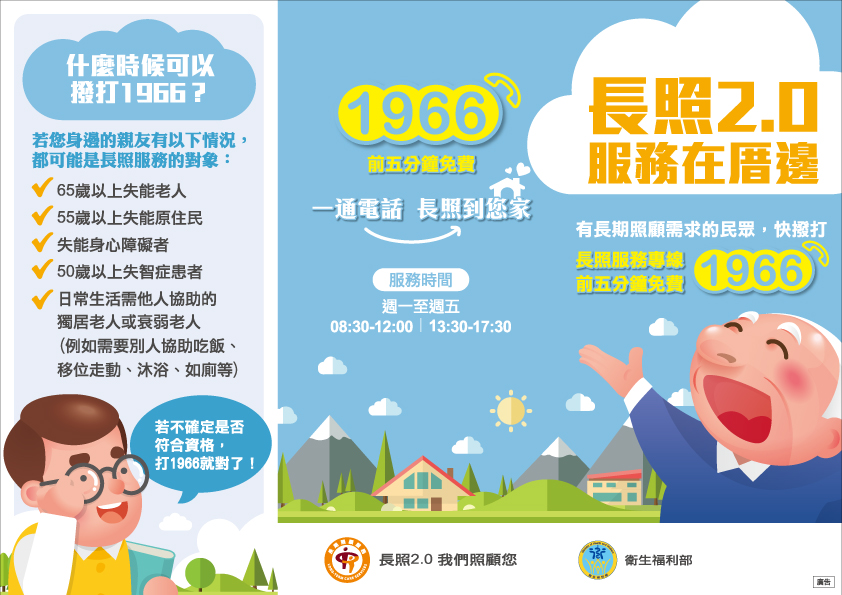 什麼時候可以
撥打1966？
若您身邊的親友有以下情況，
都可能是長照服務的對象：
65歲以上失能老人
55歲以上失能原住民
失能身心障礙者
50歲以上失智症患者
日常生活需他人協助的
獨居老人或衰弱老人
(例如需要別人協助吃飯、
移位走動、沐浴、如廁等)
若不確定是否
符合資格，
打1966就對了！
1966
前五分鐘免費
一通電話 長照到您家
服務時間
週一至週五
08:30-12:00 | 13:30-17:30
長照2.0 我們照顧您
長照2.0
服務在厝邊
有長期照顧需求的民眾，快撥打
長照服務專線
前五分鐘免費
1966
衛生福利部
廣告